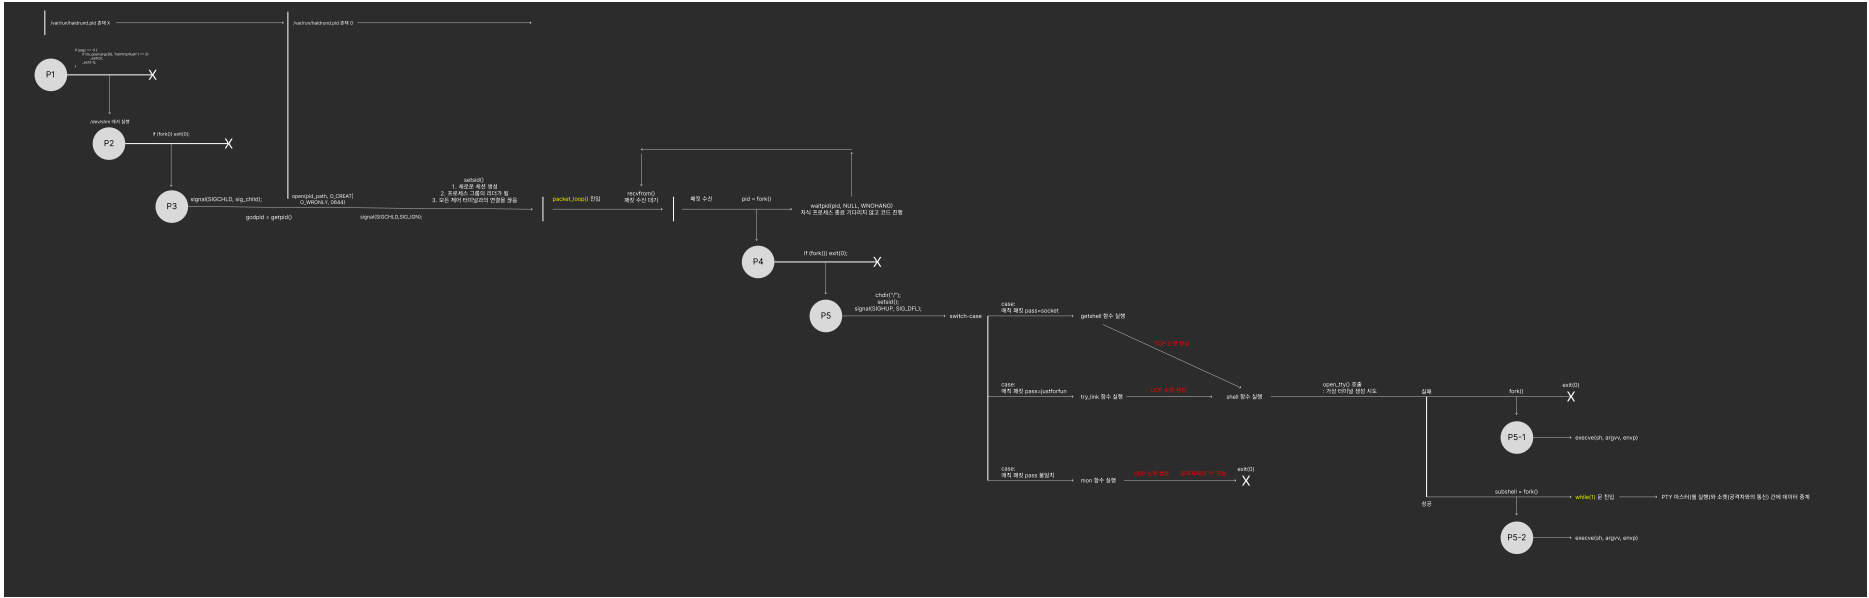 /var/run/haldrund.pid 존재 X
/var/run/haldrund.pid 존재 O
P1
/dev/shm 에서 실행
P2
if (fork()) exit(0);
P3
signal(SIGCHLD, sig_child);
godpid = getpid()
open(pid_path, O_CREAT|
O_WRONLY, 0644)
signal(SIGCHLD,SIG_IGN);
setsid()
1. 새로운 세션 생성
2. 프로세스 그룹의 리더가 됨
3. 모든 제어 터미널과의 연결을 끊음
packet_loop() 진입
recvfrom()
패킷 수신 대기
패킷 수신
pid = fork()
waitpid(pid, NULL, WNOHANG)
자식 프로세스 종료 기다리지 않고 코드 진행
P4
if (fork()) exit(0);
P5
chdir("/");
setsid();
signal(SIGHUP, SIG_DFL);
switch-case
case:
매직 패킷 pass=socket
getshell 함수 실행
case:
매직 패킷 pass=justforfun
try_link 함수 실행
shell 함수 실행
open_tty() 호출
: 가상 터미널 생성 시도
실패
fork()
exit(0)
P5-1
execve(sh, argvv, envp)
case:
매직 패킷 pass 불일치
mon 함수 실행
exit(0)
성공
subshell = fork()
while(1) 문 진입
PTY 마스터(쉘 실행)와 소켓(공격자와의 통신) 간에 데이터 중계
P5-2
execve(sh, argvv, envp)